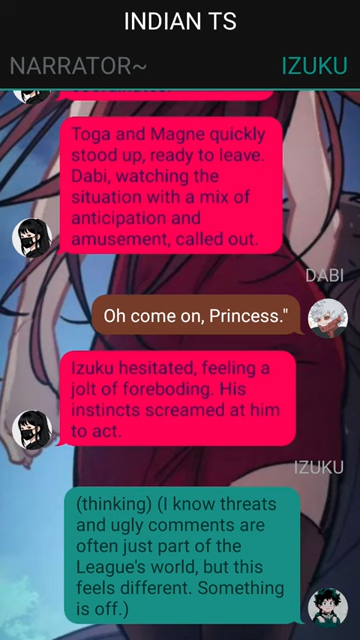 INDIAN TS
NARRATOR~ IZUKU
Toga and Magne quickly
stood up, ready to leave.
Dabi, watching the
situation with a mix of
anticipation and
amusement, called out.
DABI
Oh come on, Princess."
Izuku hesitated, feeling a
jolt of foreboding. His
instincts screamed at him
to act.
IZUKU
(thinking) (I know threats
and ugly comments are
often just part of the
League's world, but this
feels different. Something
is off.)